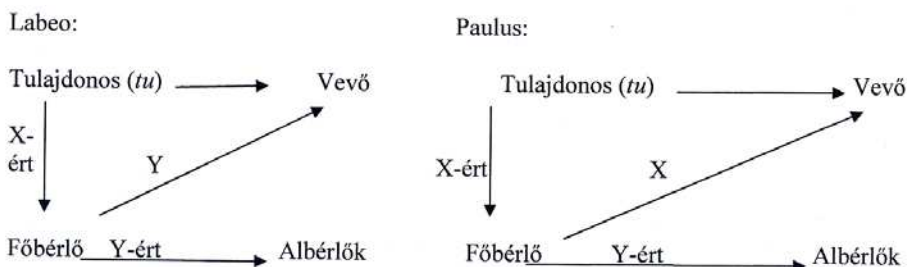 Labeo:
Paulus:
Tulajdonos (tu)
Vevő
Tulajdonos (tu)
Vevő
X-
ért
Y
X-ért
X
Főbérlő
Y-ért
Albérlők
Főbérlő
Y-ért
Albérlők